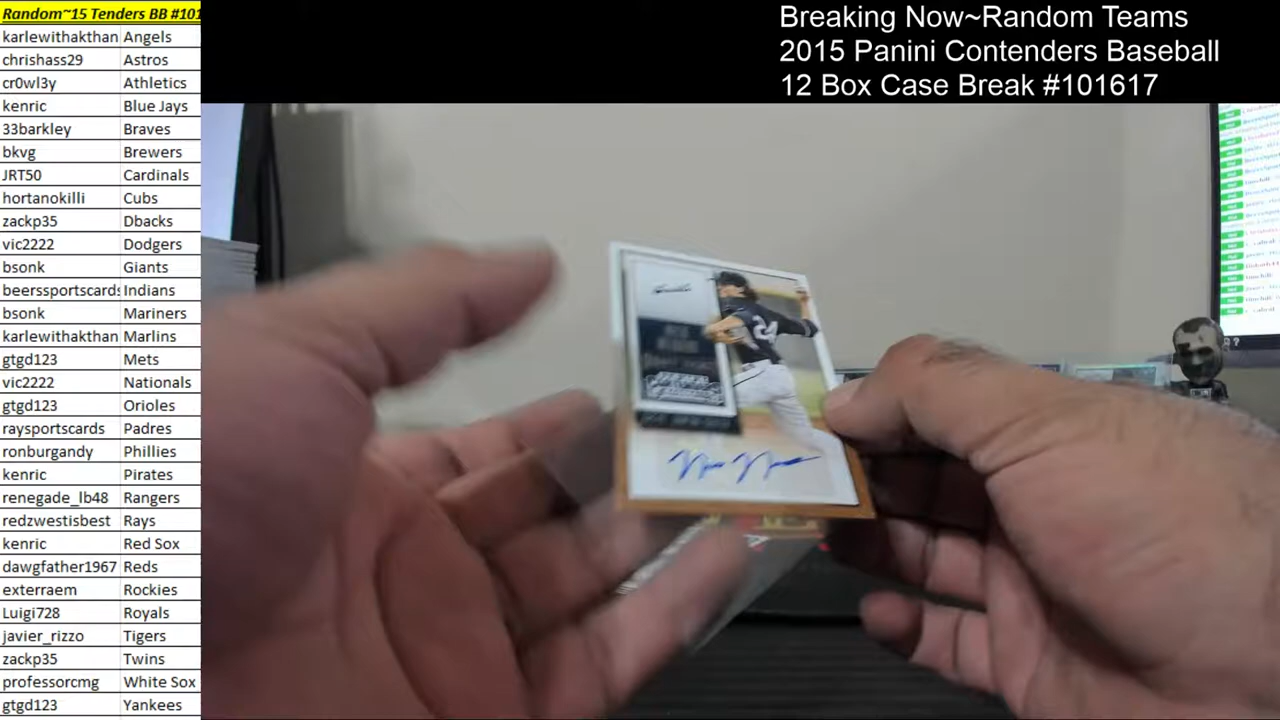 Random~15 Tenders BB #101
karlewithakthan Angels
chrishass29 Astros
cr0wl3y Athletics
kenric Blue Jays
33barkley Braves
bkvg Brewers
JRT50 Cardinals
hortanokilli Cubs
zackp35 Dbacks
vic2222 Dodgers
bsonk Giants
beerssportscards Indians
bsonk Mariners
karlewithakthan Marlins
gtgd123 Mets
vic2222 Nationals
gtgd123 Orioles
raysportscards Padres
ronburgandy Phillies
kenric Pirates
renegade_lb48 Rangers
redzwestisbest Rays
kenric Red Sox
dawgfather1967 Reds
exterraem Rockies
Luigi728 Royals
javier_rizzo Tigers
zackp35 Twins
professorcmg White Sox
gtgd123 Yankees
Breaking Now~Random Teams
2015 Panini Contenders Baseball
12 Box Case Break #101617
24